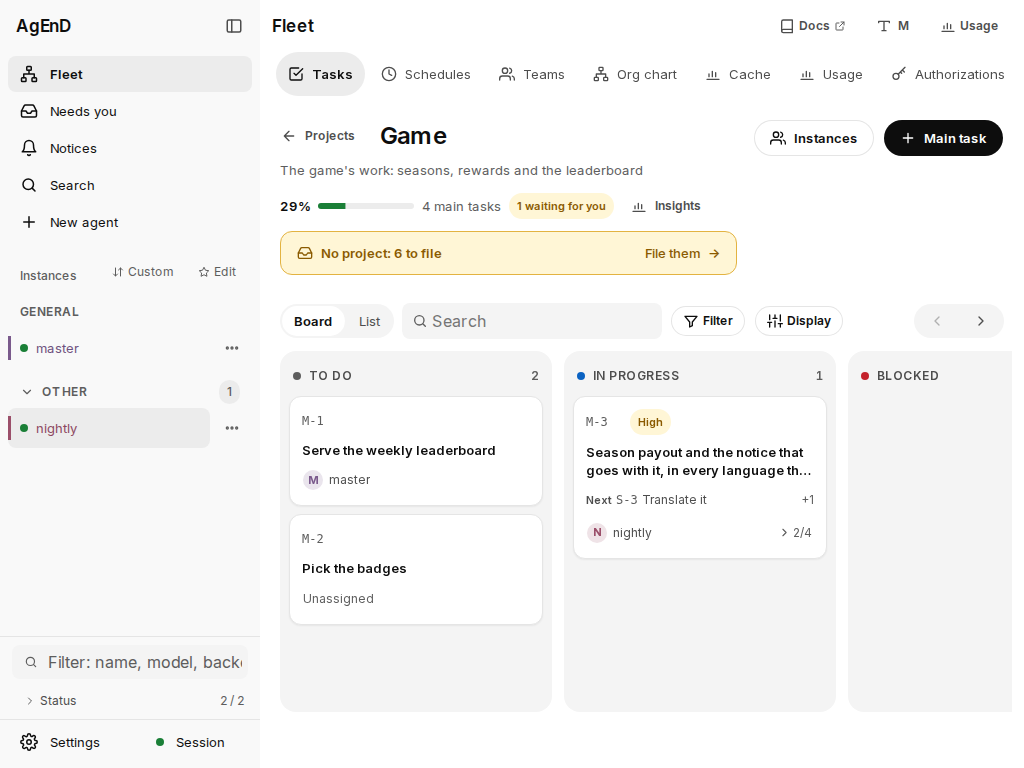 AgEnD
Fleet
Needs you
Notices
Search
New agent
Instances
Custom
Edit
GENERAL
master
OTHER
1
nightly
Filter: name, model, backe
Status
2 / 2
Settings
Session
Fleet
Docs
M
Usage
Tasks
Schedules
Teams
Org chart
Cache
Usage
Authorizations
Projects
Game
Instances
Main task
The game's work: seasons, rewards and the leaderboard
29%
4 main tasks
1 waiting for you
Insights
No project: 6 to file
File them
Board
List
Search
Filter
Display
TO DO
2
M-1
Serve the weekly leaderboard
M
master
M-2
Pick the badges
Unassigned
IN PROGRESS
1
M-3
High
Season payout and the notice that
goes with it, in every language th…
Next S-3 Translate it
+1
N
nightly
2/4
BLOCKED